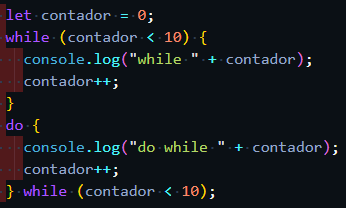 let contador = 0;
while (contador < 10) {
  console.log("while " + contador);
  contador++;
}
do {
  console.log("do while " + contador);
  contador++;
} while (contador < 10);